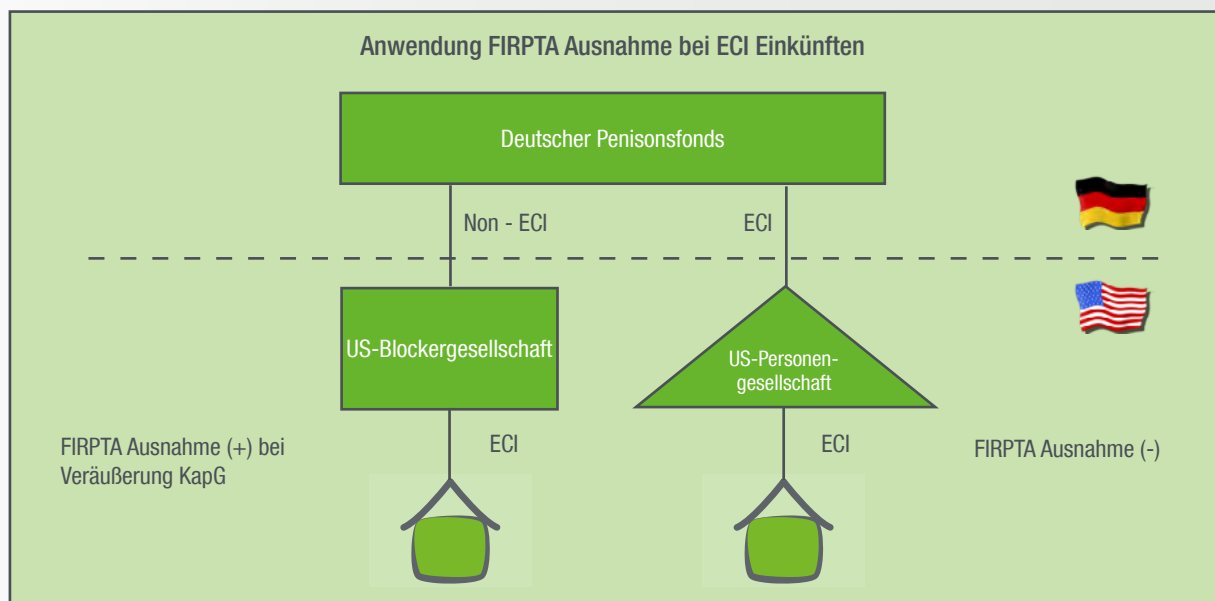 Anwendung FIRPTA Ausnahme bei ECI Einkünften
Deutscher Penisonsfonds
Non - ECI
ECI
US-Blockergesellschaft
US-Personen-
gesellschaft
FIRPTA Ausnahme (+) bei
Veräußerung KapG
ECI
ECI
FIRPTA Ausnahme (-)